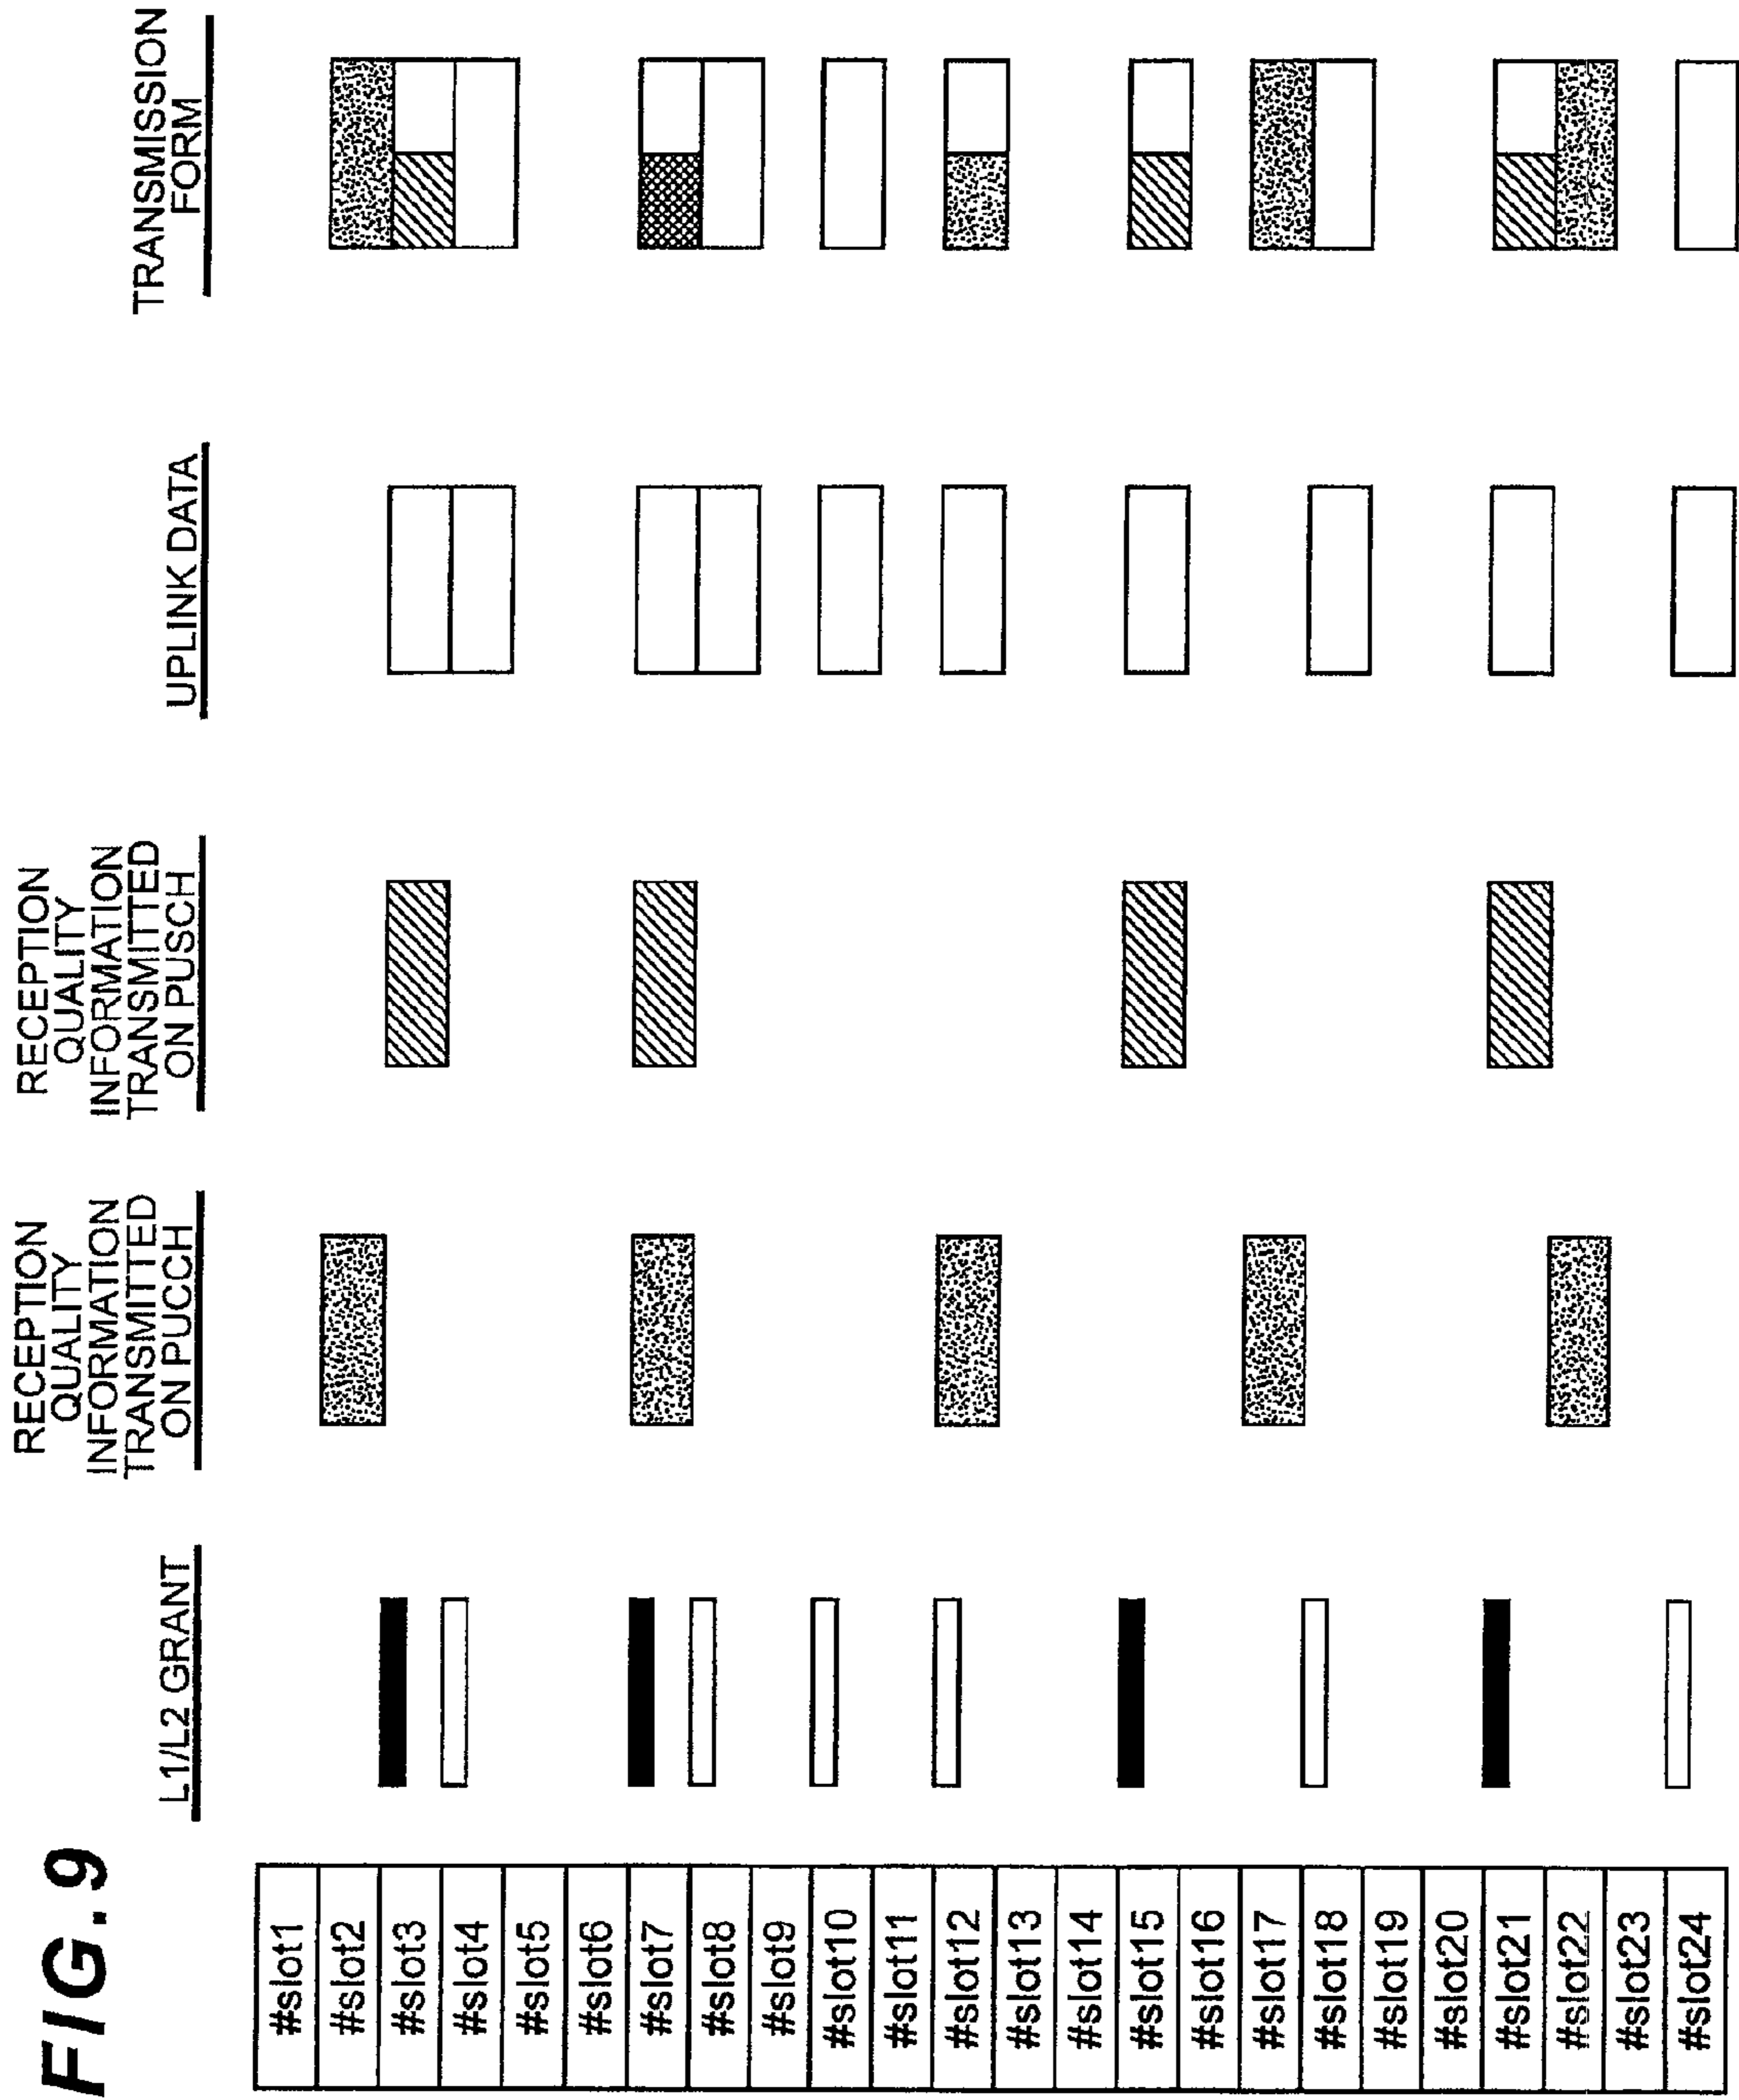 FIG. 9
L1/L2 GRANT
RECEPTION
QUALITY
INFORMATION
TRANSMITTED
ON PUCCH
RECEPTION
QUALITY
INFORMATION
TRANSMITTED
ON PUSCH
UPLINK DATA
TRANSMISSION
FORM
#slot1
#slot2
#slot3
#slot4
#slot5
#slot6
#slot7
#slot8
#slot9
#slot10
#slot11
#slot12
#slot13
#slot14
#slot15
#slot16
#slot17
#slot18
#slot19
#slot20
#slot21
#slot22
#slot23
#slot24